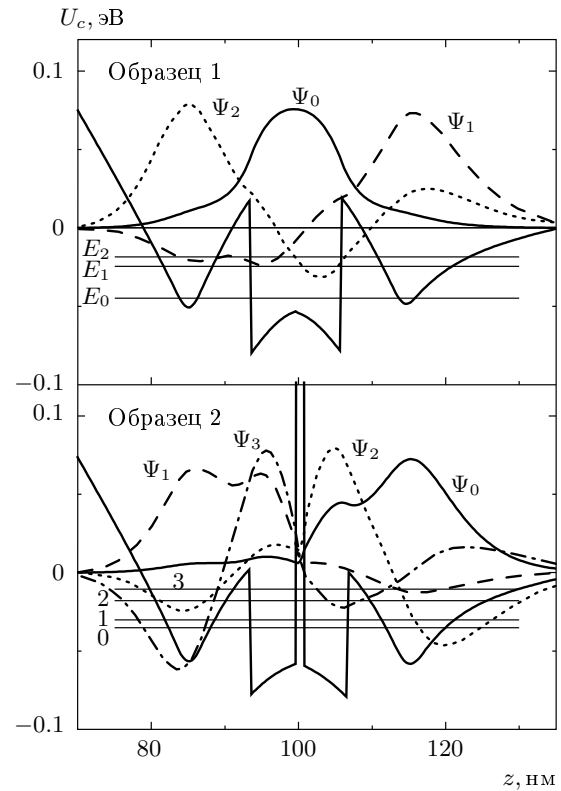 U_c, эВ
0.1
Образец 1
Ψ_2
Ψ_0
Ψ_1
0
E_2
E_1
E_0
−0.1
0.1
Образец 2
Ψ_1
Ψ_3
Ψ_2
Ψ_0
0
3
2
1
0
−0.1
80
100
120
z, нм